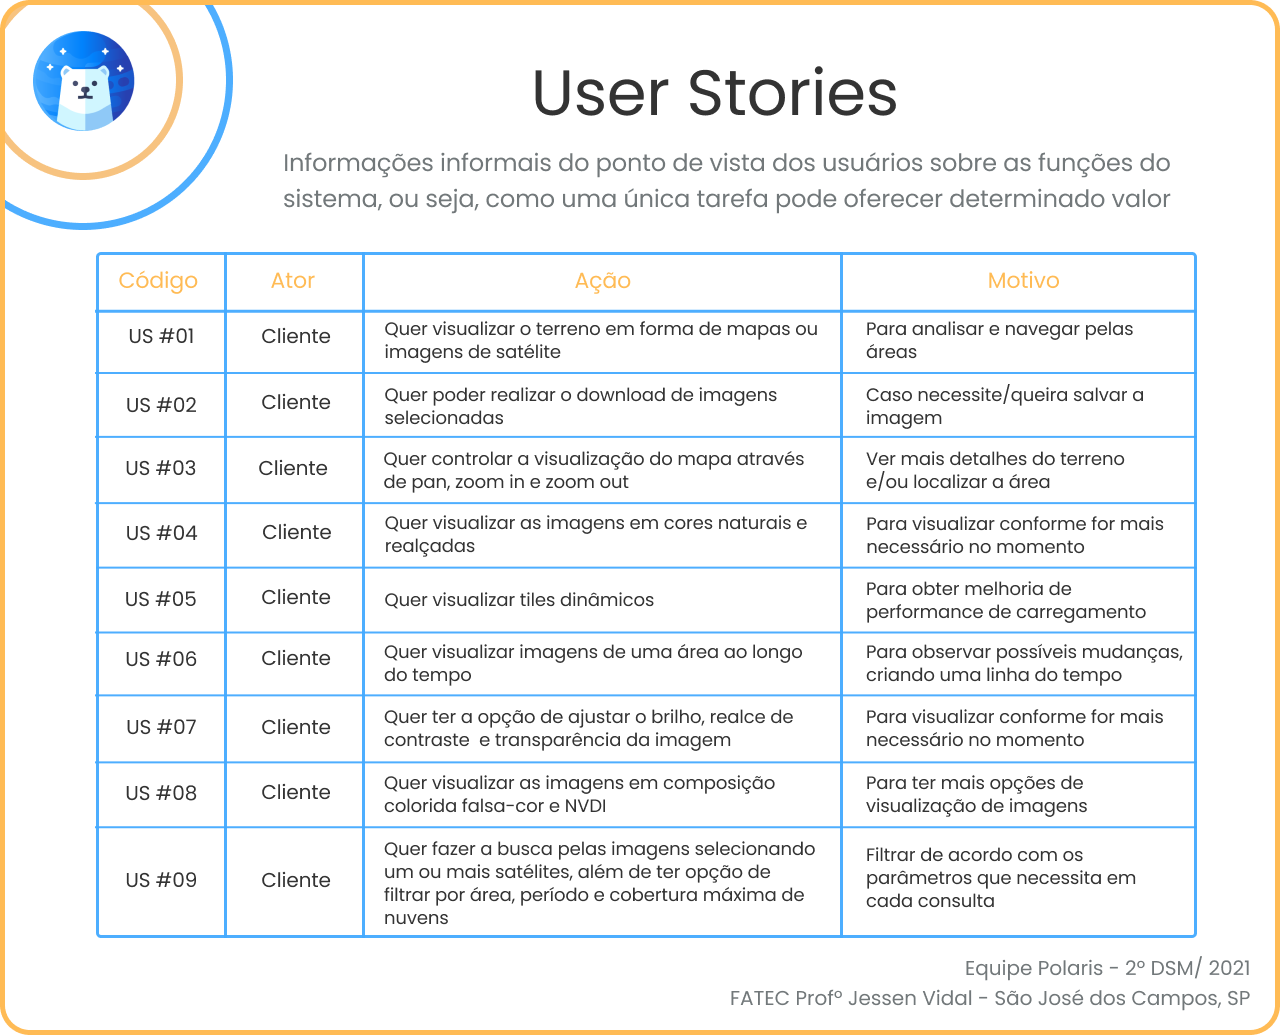 User Stories
Informações informais do ponto de vista dos usuários sobre as funções do
sistema, ou seja, como uma única tarefa pode oferecer determinado valor
Código Ator Ação Motivo
US #01 Cliente Quer visualizar o terreno em forma de mapas ou
imagens de satélite
Para analisar e navegar pelas
áreas
US #02 Cliente Quer poder realizar o download de imagens
selecionadas
Caso necessite/queira salvar a
imagem
US #03 Cliente Quer controlar a visualização do mapa através
de pan, zoom in e zoom out
Ver mais detalhes do terreno
e/ou localizar a área
US #04 Cliente Quer visualizar as imagens em cores naturais e
realçadas
Para visualizar conforme for mais
necessário no momento
US #05 Cliente Quer visualizar tiles dinâmicos
Para obter melhoria de
performance de carregamento
US #06 Cliente Quer visualizar imagens de uma área ao longo
do tempo
Para observar possíveis mudanças,
criando uma linha do tempo
US #07 Cliente Quer ter a opção de ajustar o brilho, realce de
contraste  e transparência da imagem
Para visualizar conforme for mais
necessário no momento
US #08 Cliente Quer visualizar as imagens em composição
colorida falsa-cor e NVDI
Para ter mais opções de
visualização de imagens
US #09 Cliente Quer fazer a busca pelas imagens selecionando
um ou mais satélites, além de ter opção de
filtrar por área, período e cobertura máxima de
nuvens
Filtrar de acordo com os
parâmetros que necessita em
cada consulta
Equipe Polaris - 2º DSM/ 2021
FATEC Profº Jessen Vidal - São José dos Campos, SP